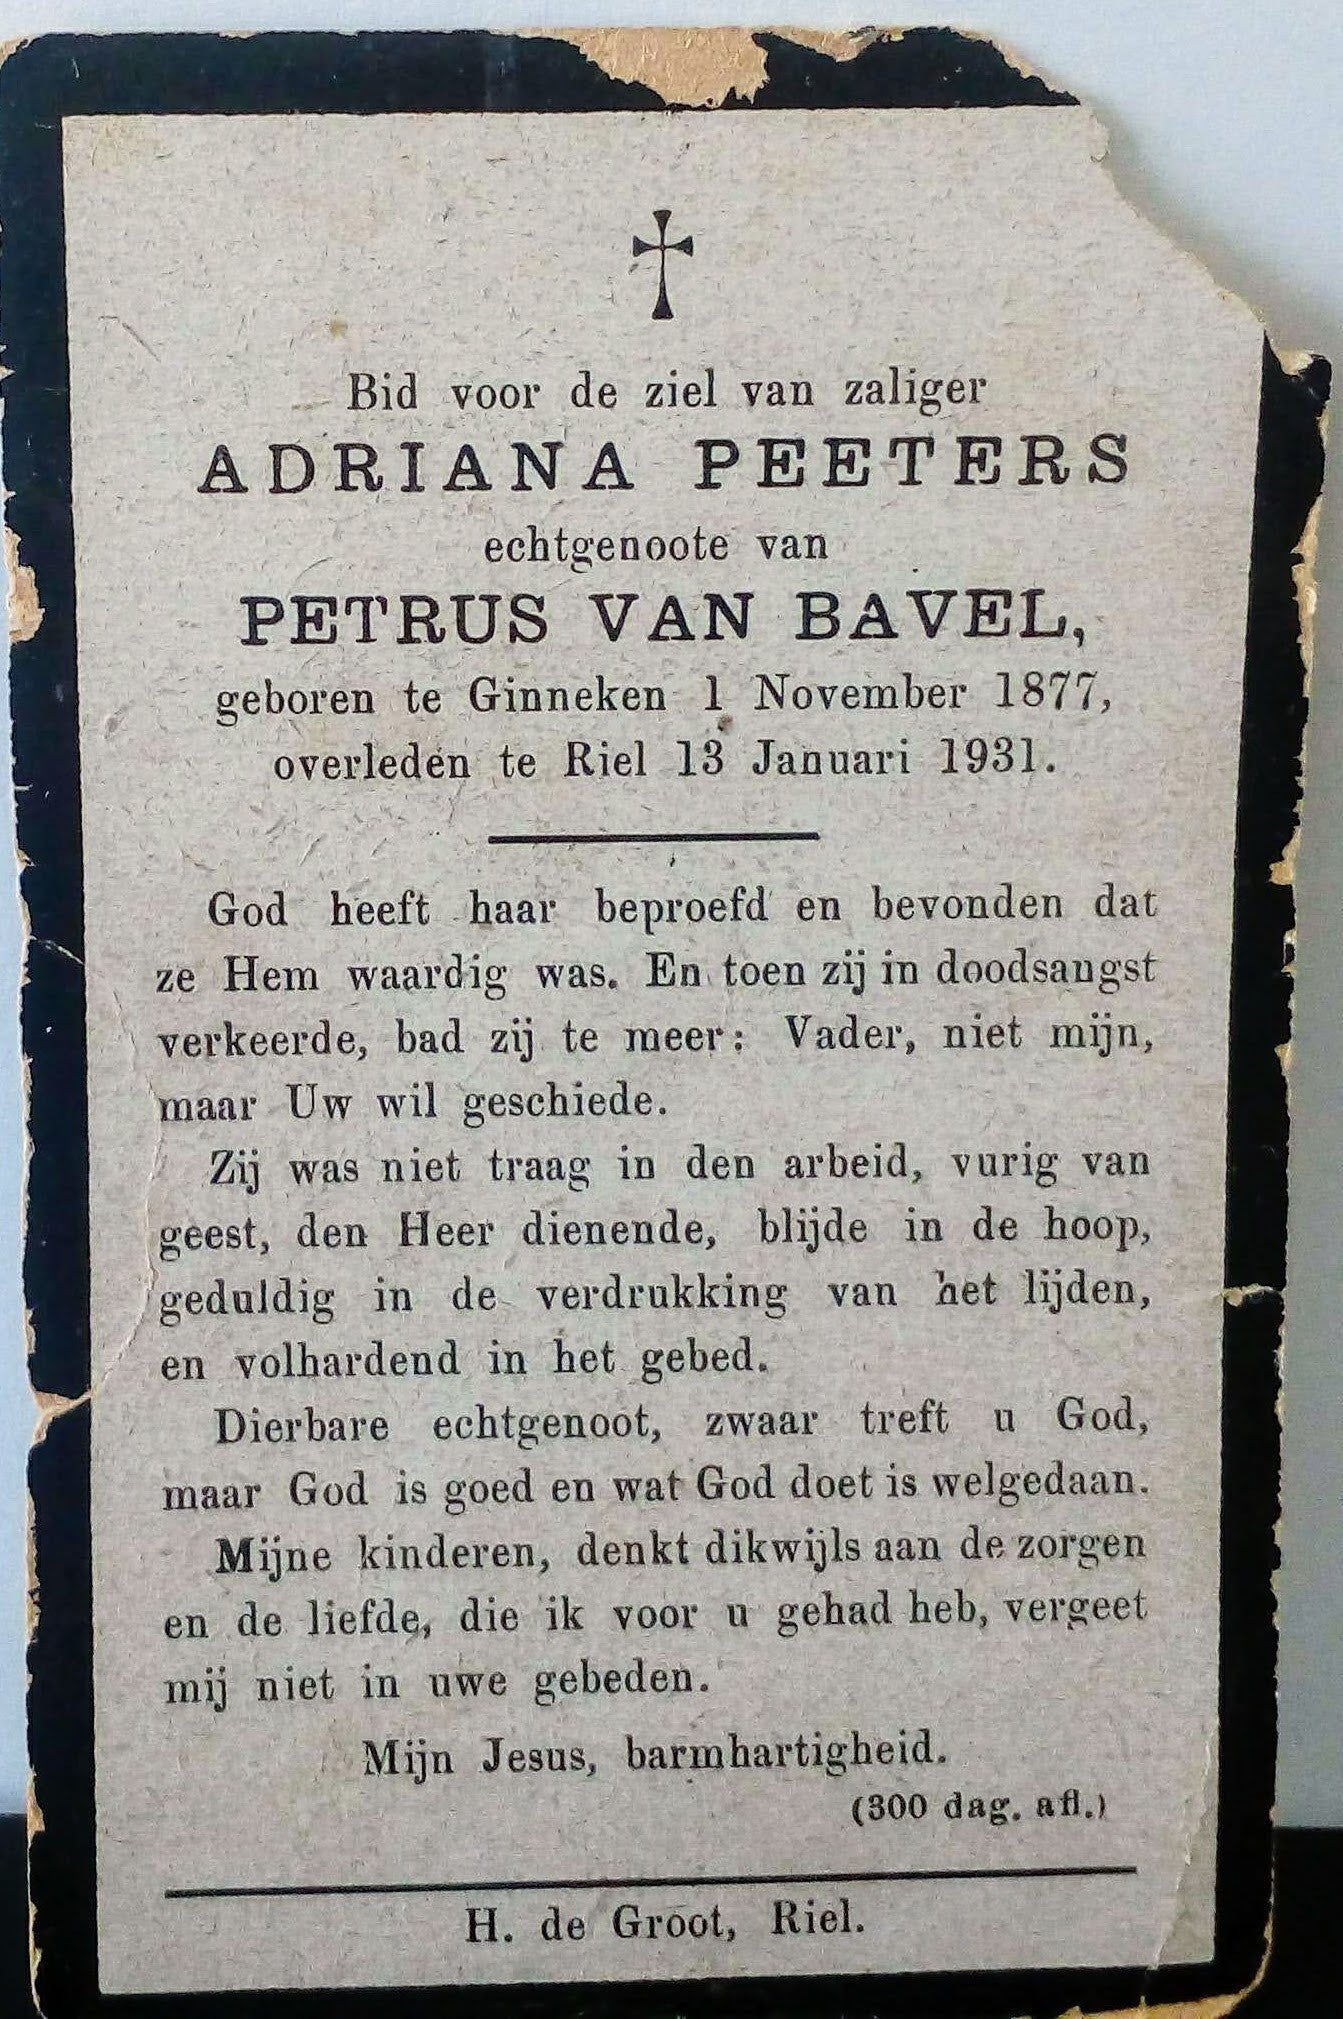 Bid voor de ziel van zaliger
ADRIANA PEETERS
echtgenoote van
PETRUS VAN BAVEL,
geboren te Ginneken 1 November 1877,
overleden te Riel 13 Januari 1931.
God heeft haar beproefd en bevonden dat
ze Hem waardig was. En toen zij in doodsangst
verkeerde, bad zij te meer: Vader, niet mijn,
maar Uw wil geschiede.
Zij was niet traag in den arbeid, vurig van
geest, den Heer dienende, blijde in de hoop,
geduldig in de verdrukking van het lijden,
en volhardend in het gebed.
Dierbare echtgenoot, zwaar treft u God,
maar God is goed en wat God doet is welgedaan.
Mijne kinderen, denkt dikwijls aan de zorgen
en de liefde, die ik voor u gehad heb, vergeet
mij niet in uwe gebeden.
Mijn Jesus, barmhartigheid.
(300 dag. afl.)
H. de Groot, Riel.